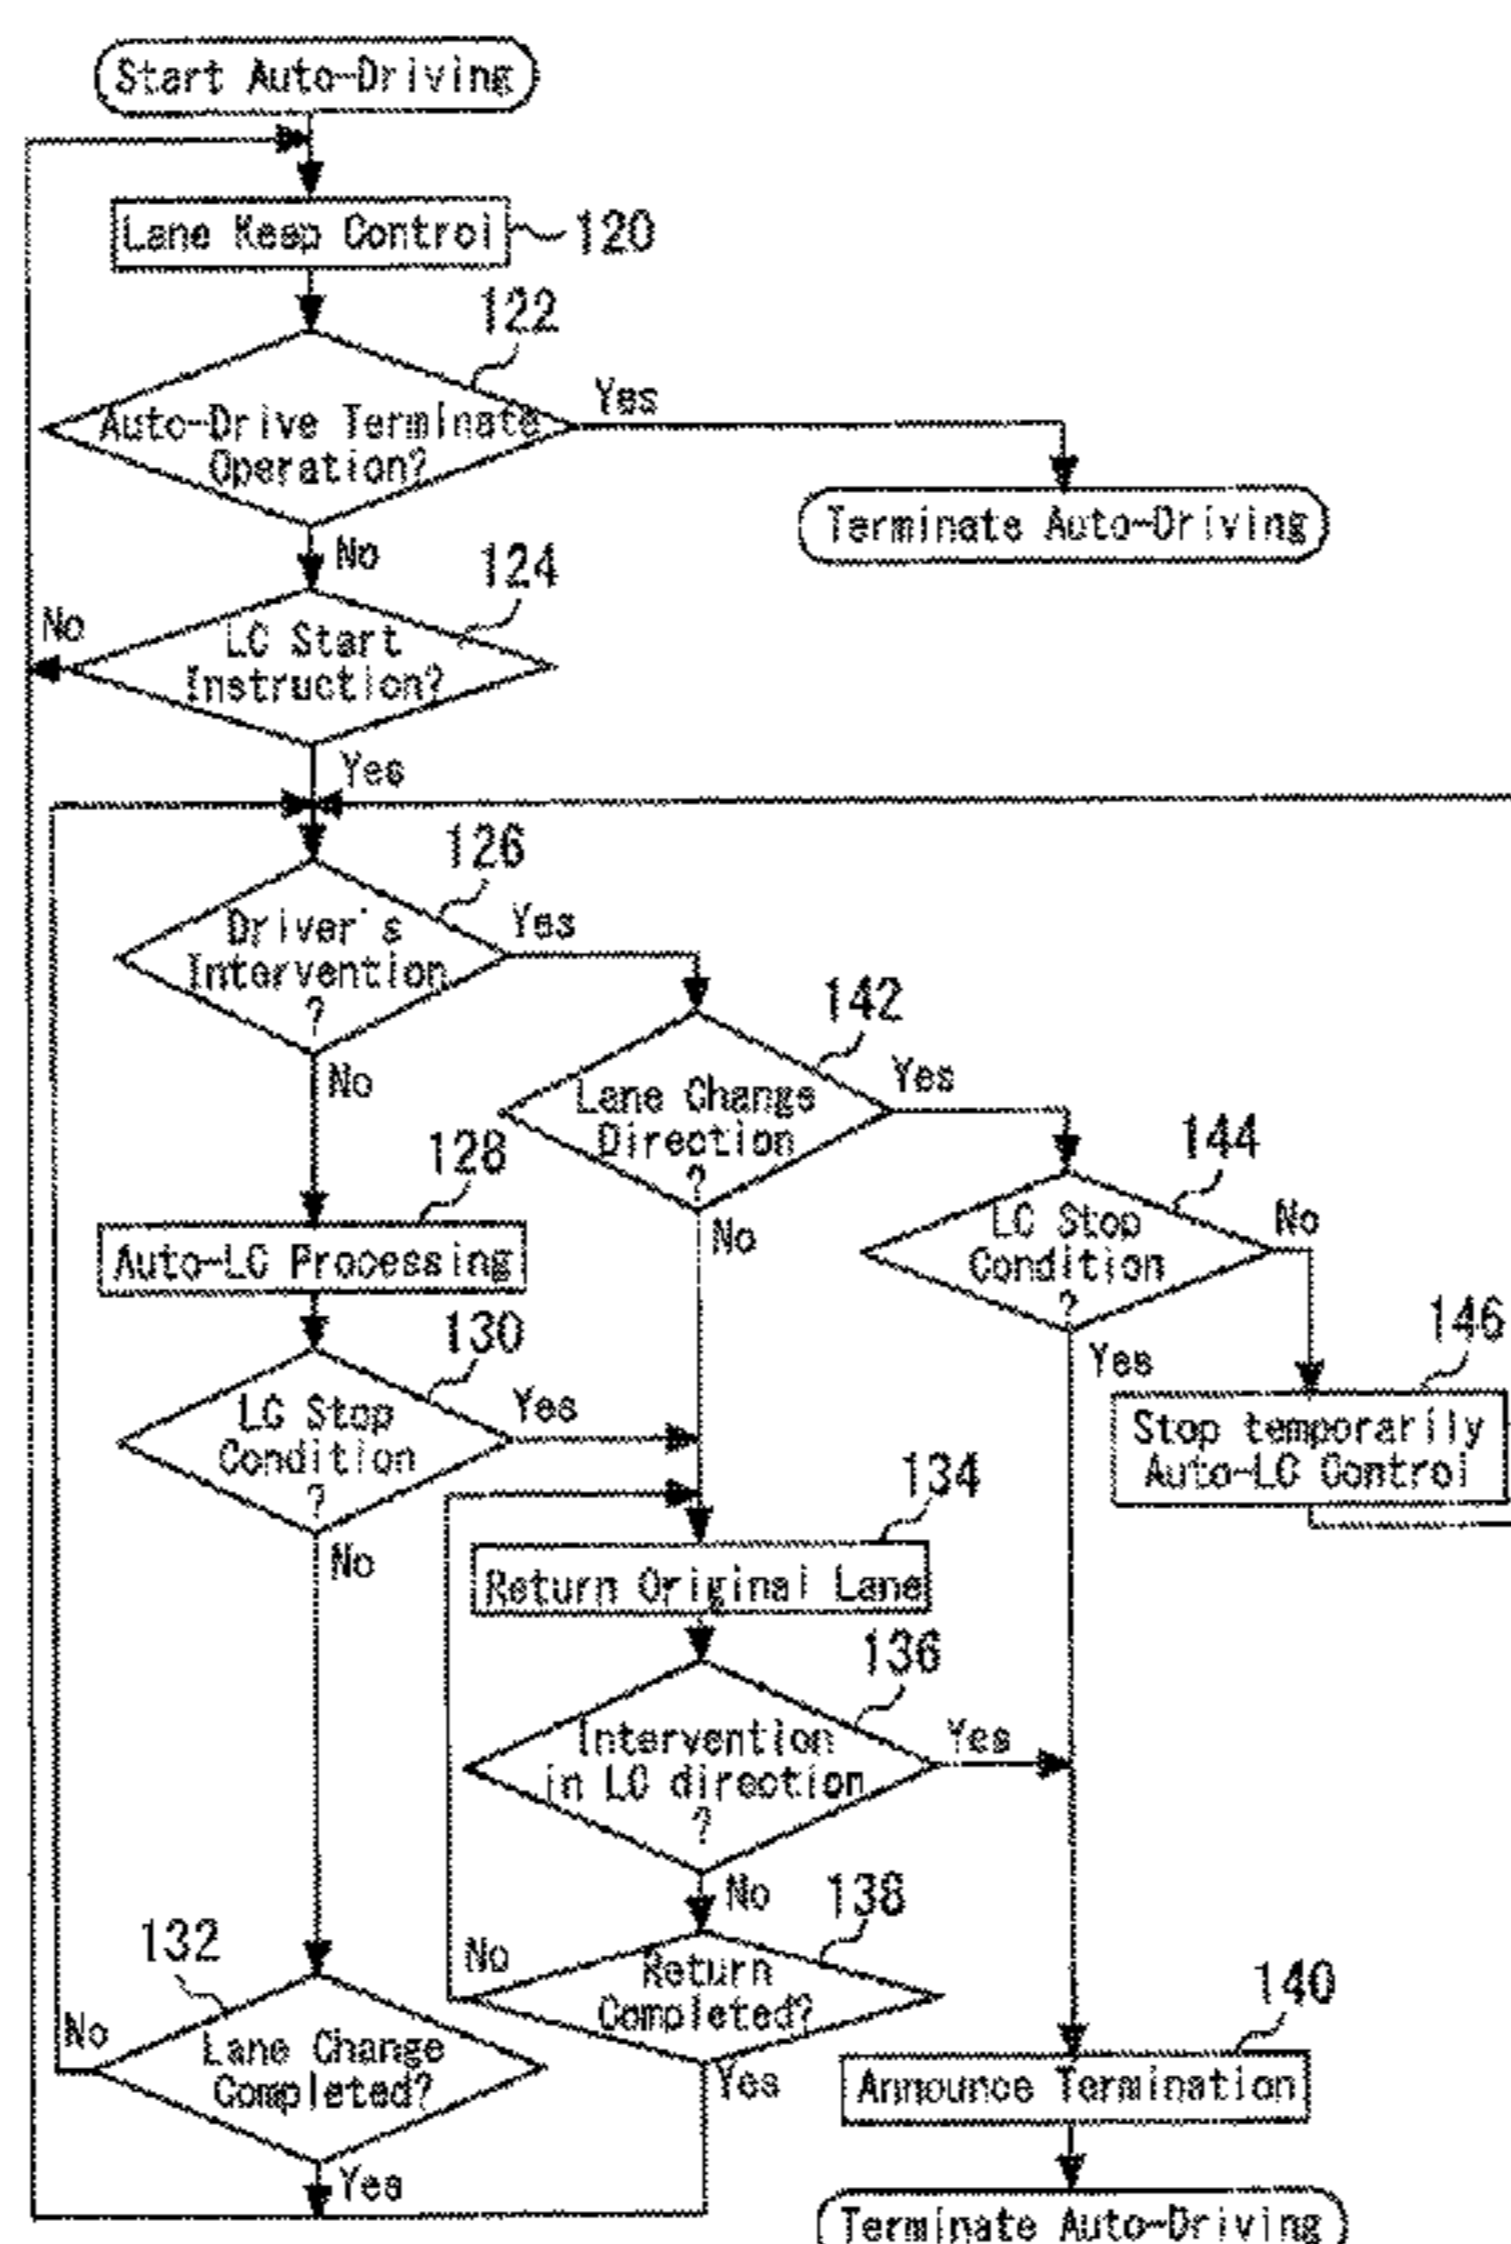 Start Auto-Driving
Lane Keep Control
120
122
Auto-Drive Terminate
Operation?
Yes
Terminate Auto-Driving
No
124
No
LC Start
Instruction?
Yes
126
Driver's
Intervention
?
Yes
No
142
Lane Change
Direction
?
Yes
No
144
LC Stop
Condition
?
No
Yes
146
Stop temporarily
Auto-LC Control
128
Auto-LC Processing
130
LC Stop
Condition
?
Yes
No
134
Return Original Lane
136
Intervention
in LC direction
?
Yes
No
138
No
Return
Completed?
Yes
132
No
Lane Change
Completed?
Yes
140
Announce Termination
Terminate Auto-Driving